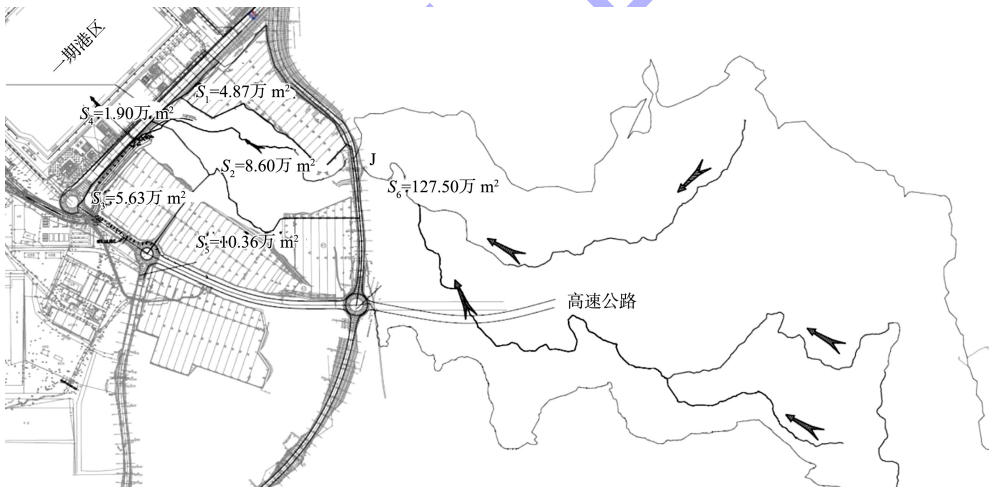 一期港区
S₁=4.87万 m²
S₄=1.90万 m²
J
S₂=8.60万 m²
S₆=127.50万 m²
S₃=5.63万 m²
S₅=10.36万 m²
高速公路